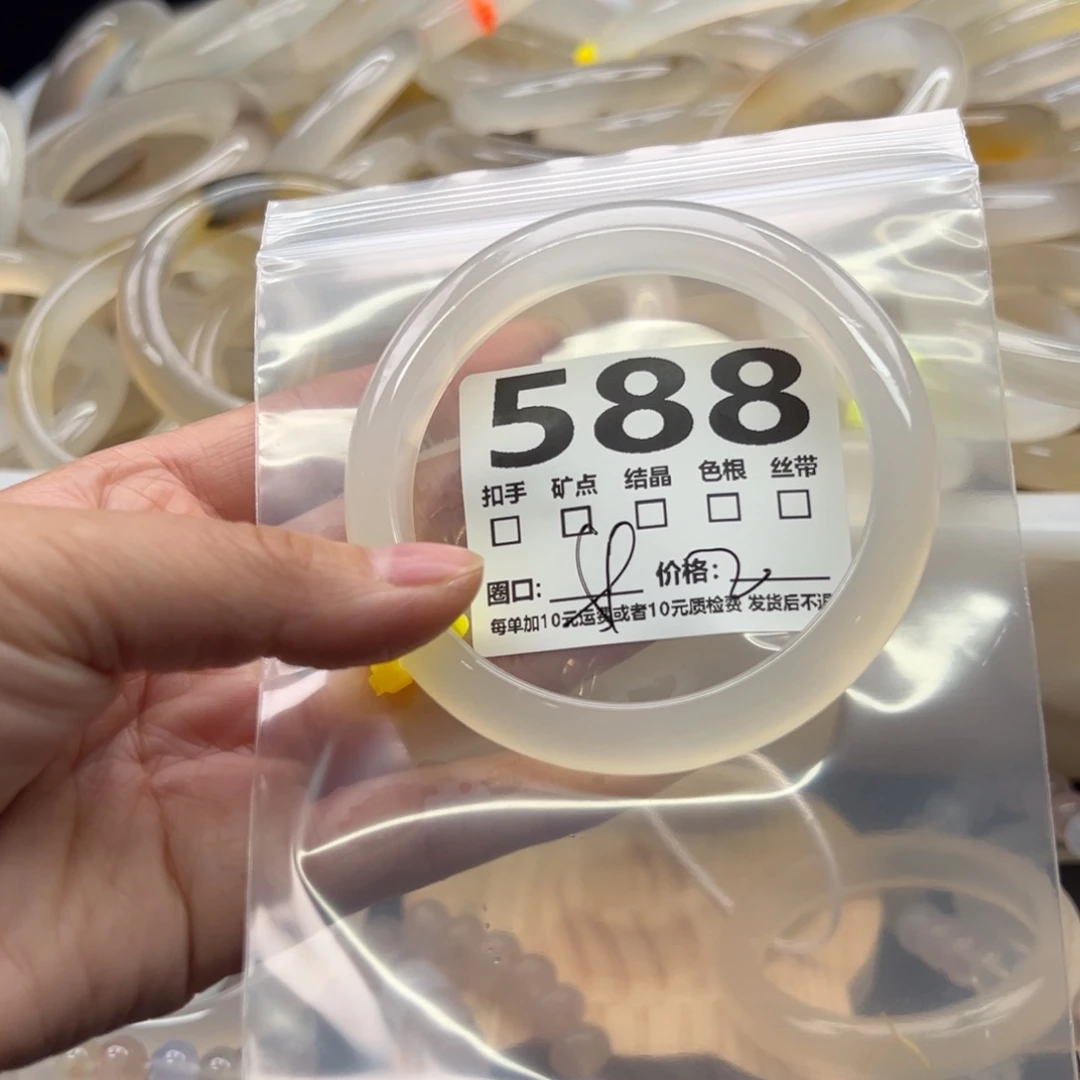 588
扣手 矿点 结晶 色根 丝带
圈口: 价格:
每单加10元运费或者10元质检费 发货后不退